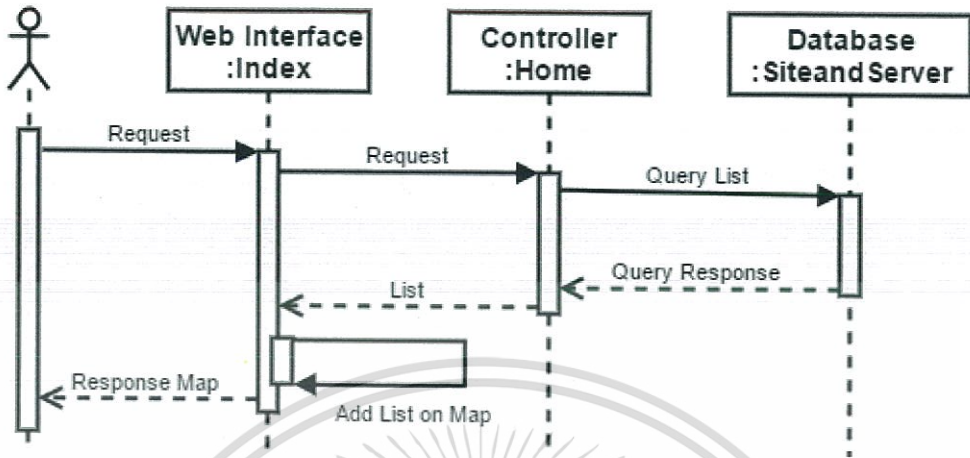 Web Interface
:Index
Controller
:Home
Database
:SiteandServer
Request
Request
Query List
Query Response
List
Response Map
Add List on Map